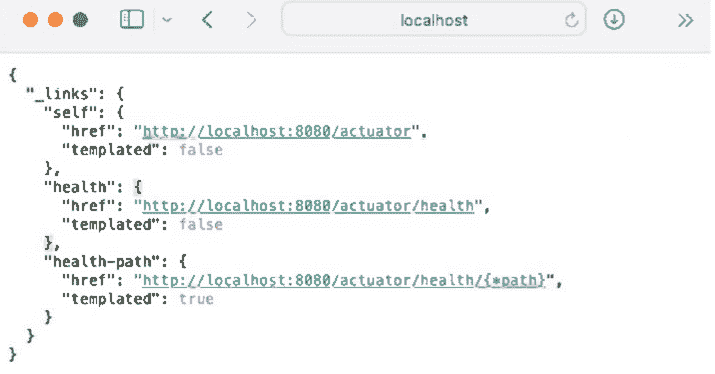 localhost
{
"_links": {
"self": {
"href": "http://localhost:8080/actuator",
"templated": false
},
"health": {
"href": "http://localhost:8080/actuator/health",
"templated": false
},
"health-path": {
"href": "http://localhost:8080/actuator/health/{*path}",
"templated": true
}
}
}